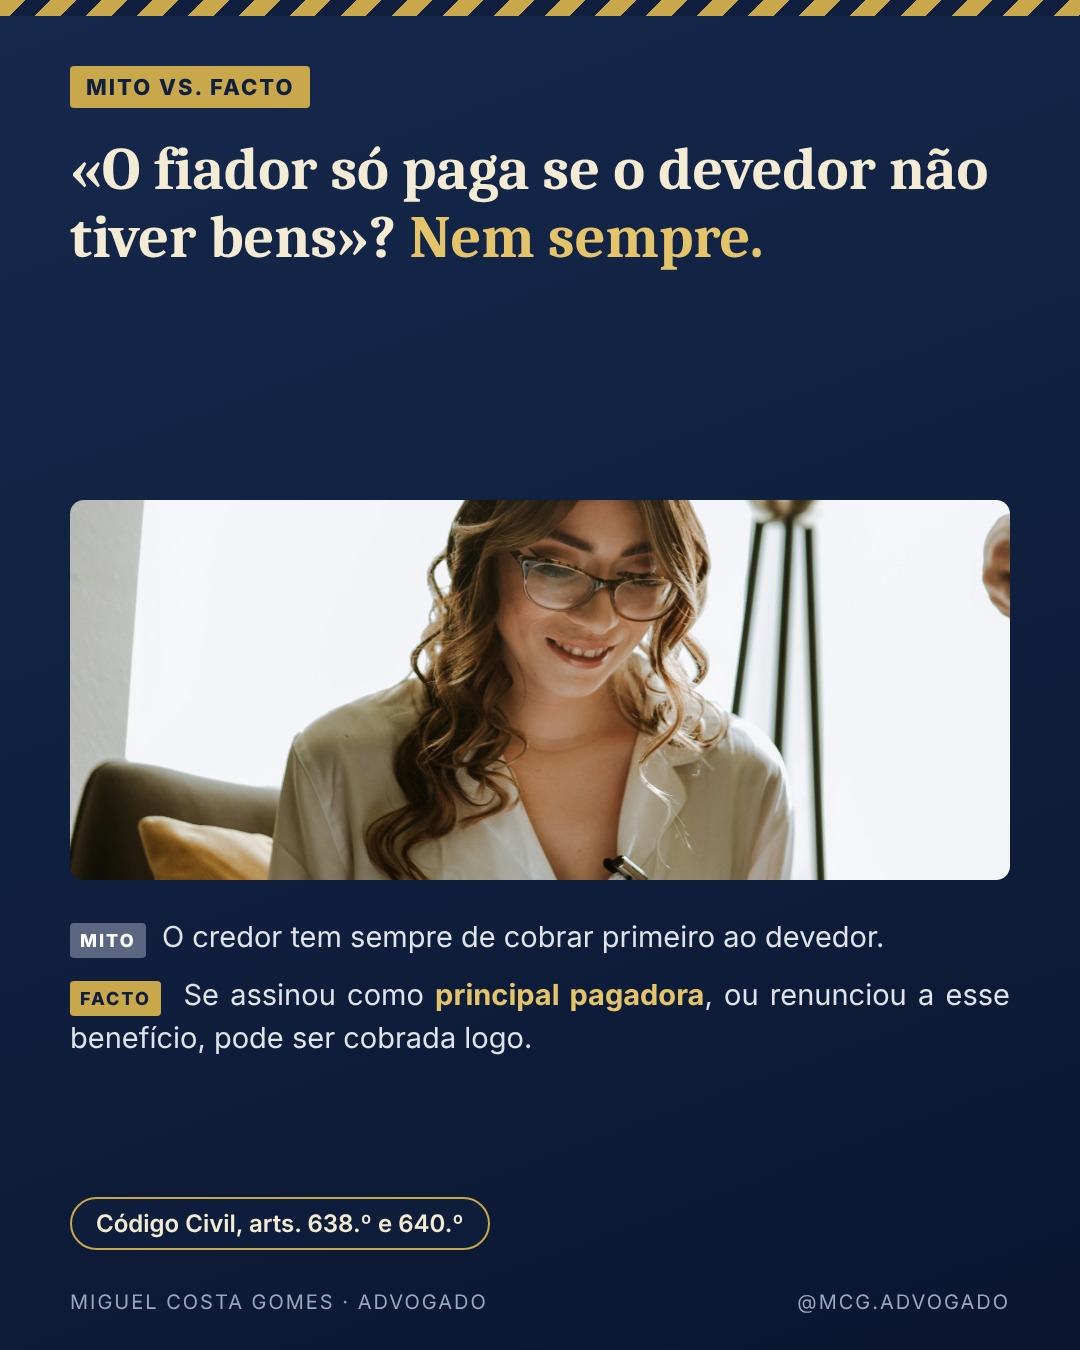 MITO VS. FACTO
«O fiador só paga se o devedor não
tiver bens»? Nem sempre.
MITO O credor tem sempre de cobrar primeiro ao devedor.
FACTO Se assinou como principal pagadora, ou renunciou a esse
benefício, pode ser cobrada logo.
Código Civil, arts. 638.º e 640.º
MIGUEL COSTA GOMES · ADVOGADO
@MCG.ADVOGADO